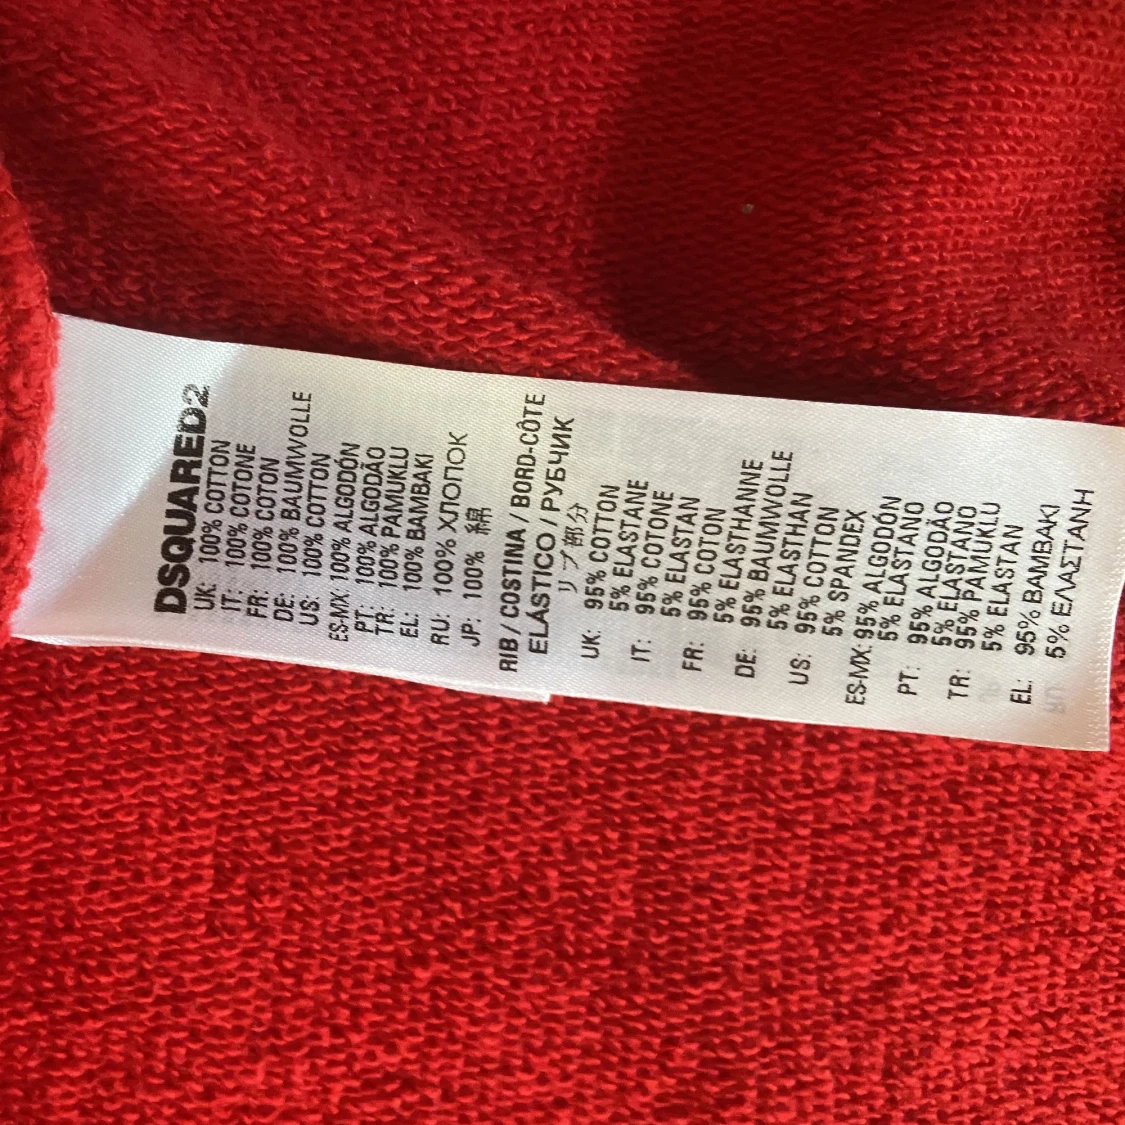 DSQUARED2
UK: 100% COTTON
IT: 100% COTONE
FR: 100% COTON
DE: 100% BAUMWOLLE
US: 100% COTTON
ES-MX 100% ALGODÓN
PT: 100% ALGODÃO
TR: 100% PAMUKLU
EL: 100% BAMBAKI
RU: 100% ХЛОПОК
JP: 100% 綿
RIB / COSTINA / BORD-CÔTE
ELÁSTICO / РУБЧИК
リブ部分
UK: 95% COTTON
5% ELASTANE
IT: 95% COTONE
5% ELASTAN
FR: 95% COTON
5% ELASTHANNE
DE: 95% BAUMWOLLE
5% ELASTHAN
US: 95% COTTON
5% SPANDEX
ES-MX: 95% ALGODÓN
5% ELASTANO
PT: 95% ALGODÃO
5% ELASTANO
TR: 95% PAMUKLU
5% ELASTAN
EL: 95% BAMBAKI
5% ΕΛΑΣΤΑΝΗ